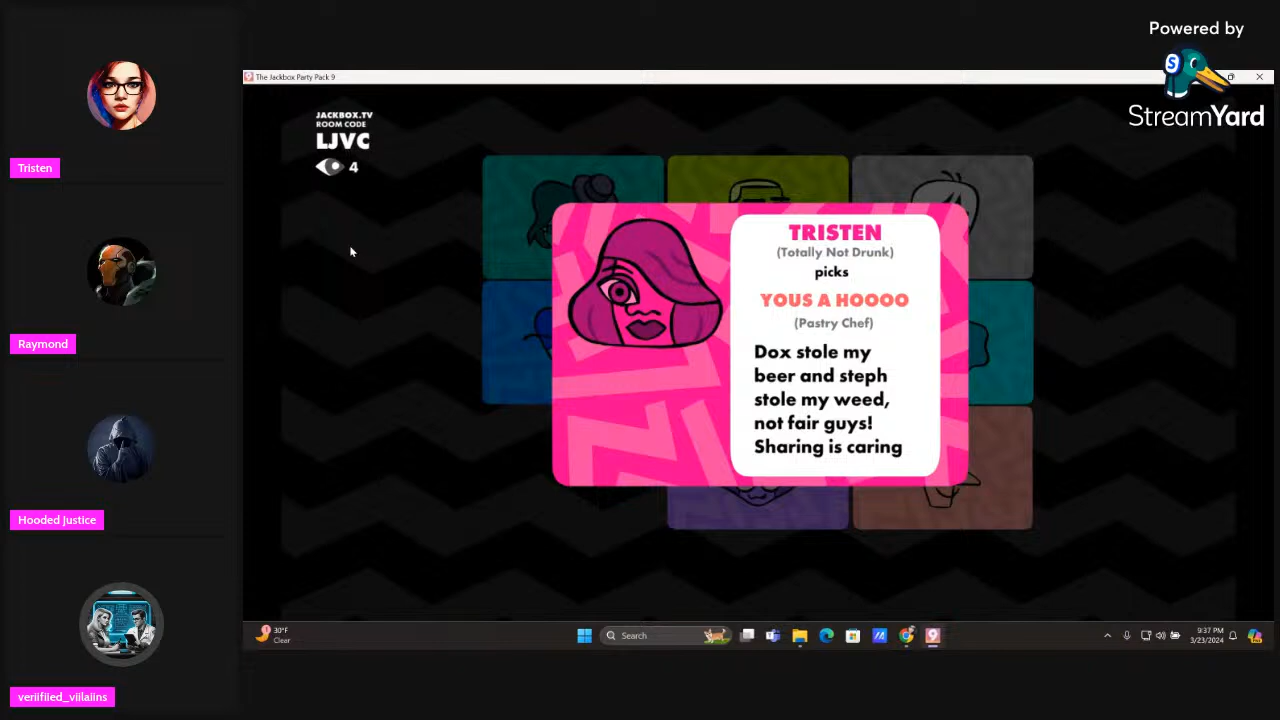 Powered by
StreamYard
Tristen
Raymond
Hooded Justice
veriifiied_viilaiins
The Jackbox Party Pack 9
JACKBOX.TV
ROOM CODE
LJVC
4
TRISTEN
(Totally Not Drunk)
picks
YOUS A HOOOO
(Pastry Chef)
Dox stole my
beer and steph
stole my weed,
not fair guys!
Sharing is caring
30°F
Clear
Search
9:37 PM
3/23/2024